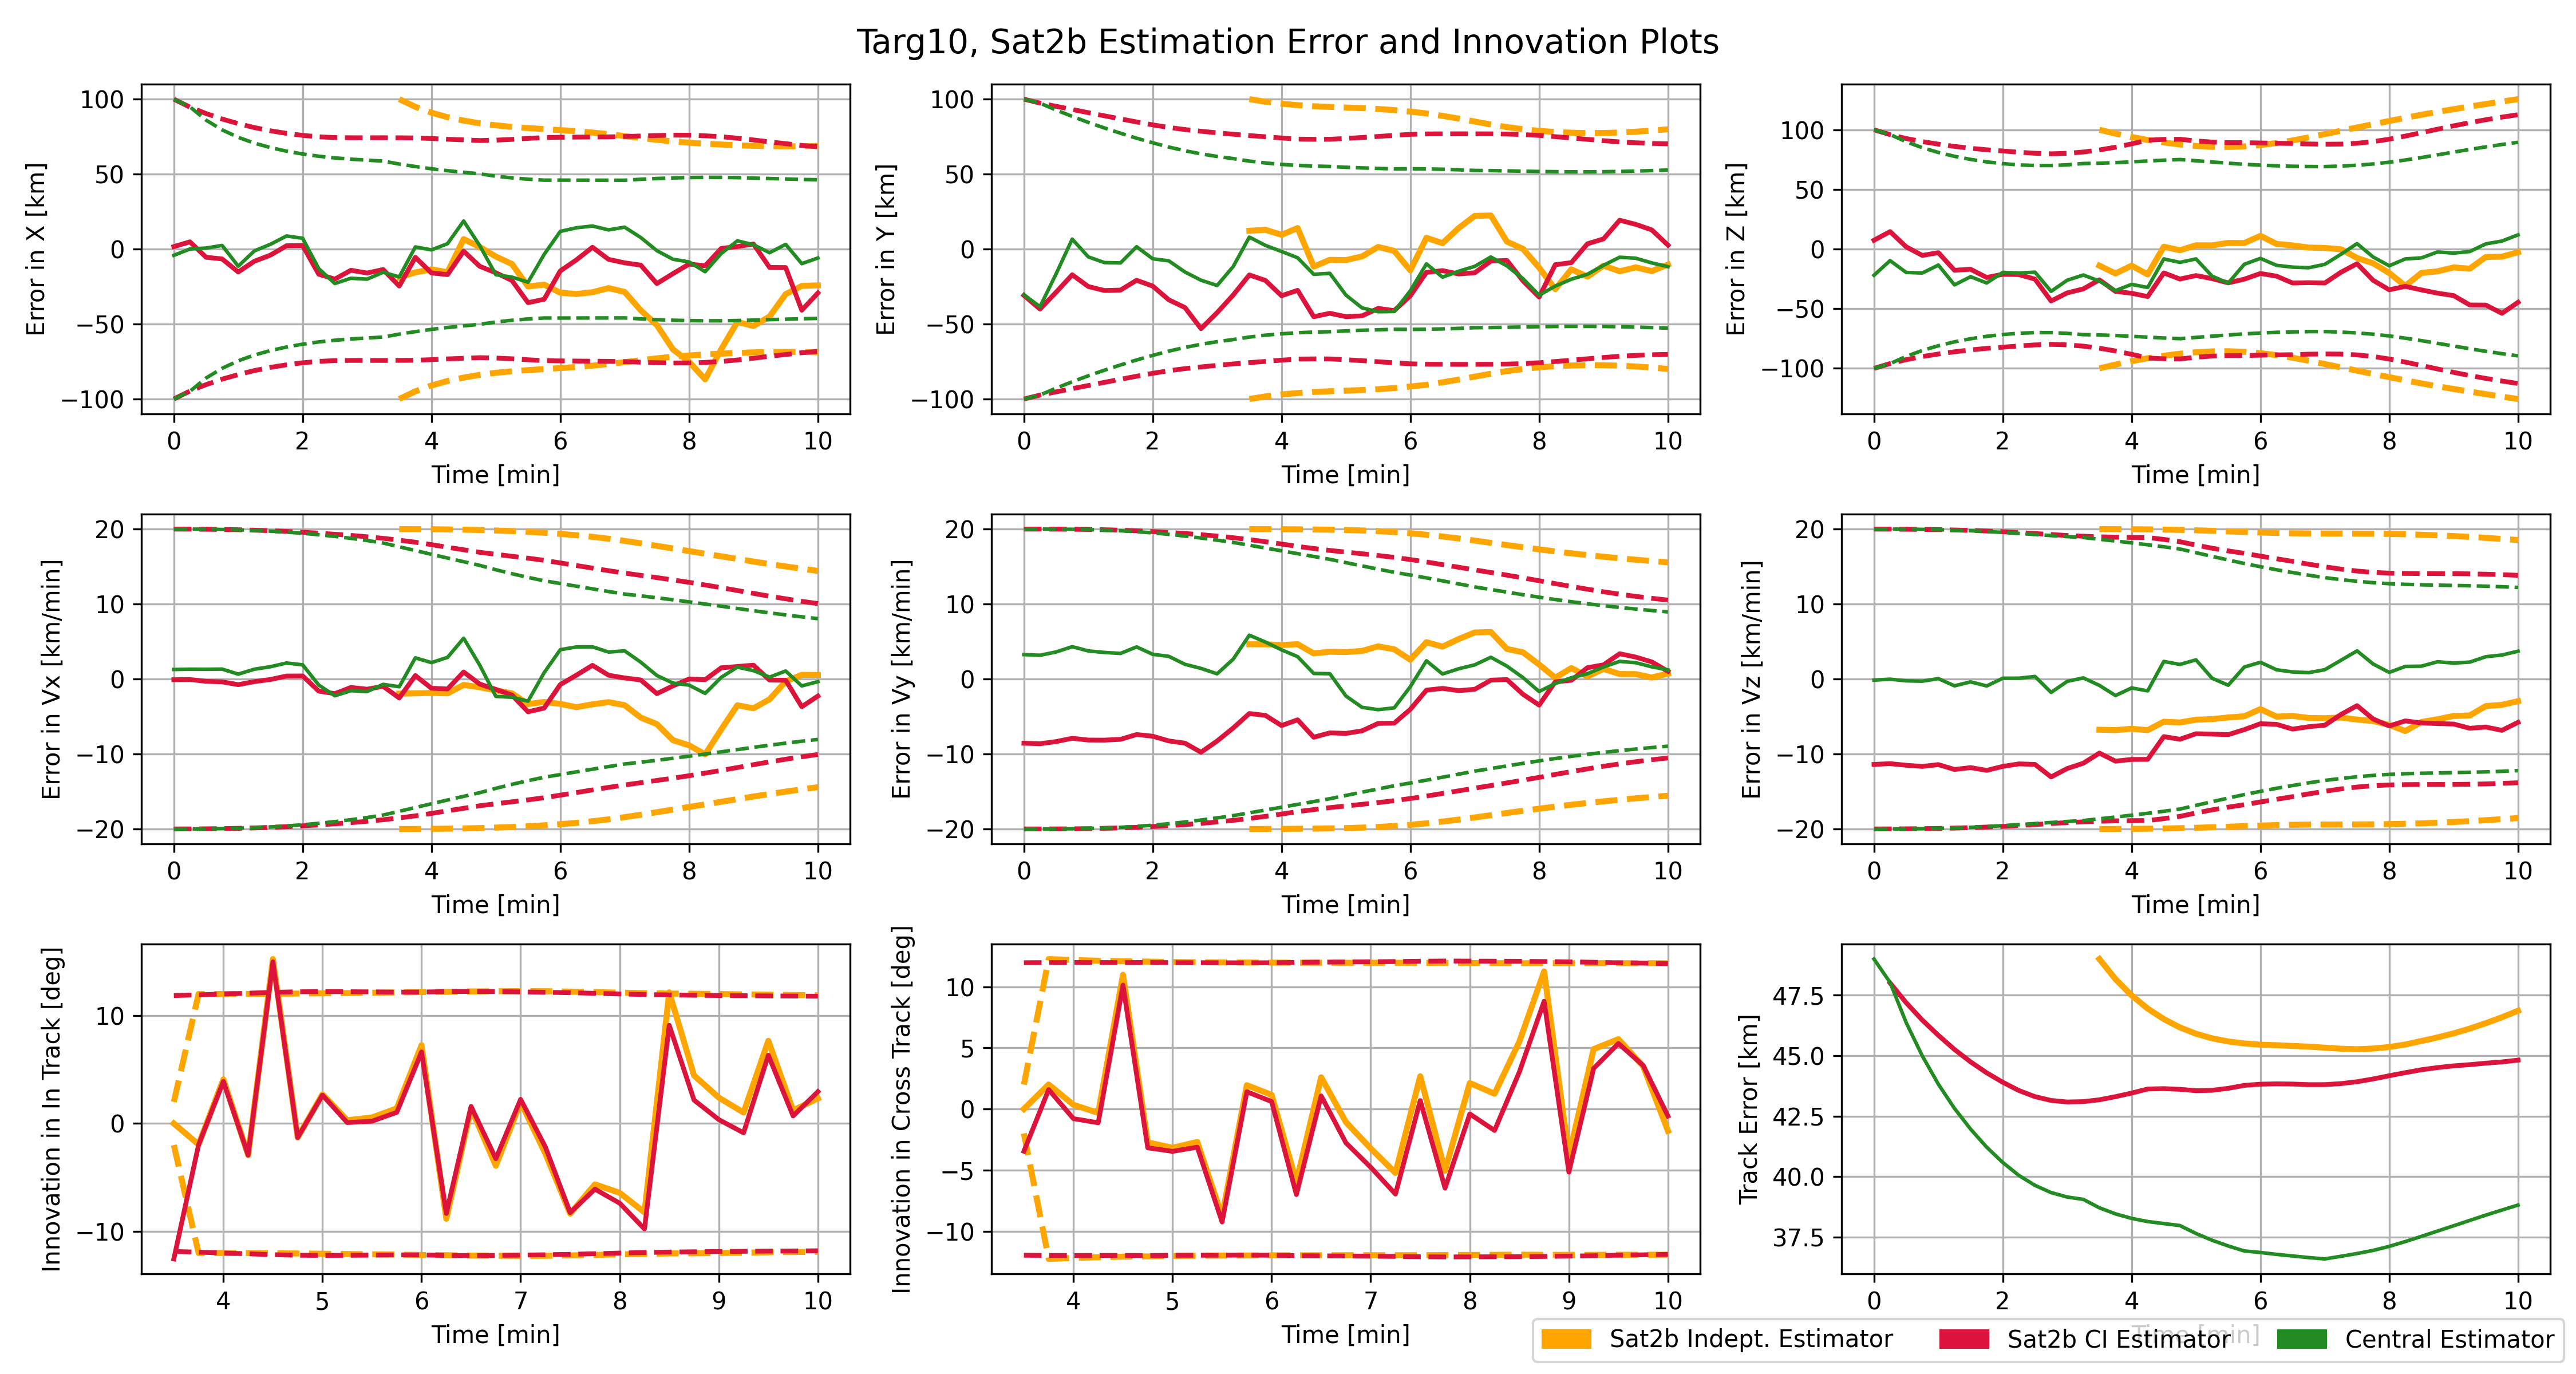 Targ10, Sat2b Estimation Error and Innovation Plots
Error in X [km]
100
50
0
−50
−100
0 2 4 6 8 10
Time [min]
Error in Y [km]
100
50
0
−50
−100
0 2 4 6 8 10
Time [min]
Error in Z [km]
100
50
0
−50
−100
0 2 4 6 8 10
Time [min]
Error in Vx [km/min]
20
10
0
−10
−20
0 2 4 6 8 10
Time [min]
Error in Vy [km/min]
20
10
0
−10
−20
0 2 4 6 8 10
Time [min]
Error in Vz [km/min]
20
10
0
−10
−20
0 2 4 6 8 10
Time [min]
Innovation in In Track [deg]
10
0
−10
4 5 6 7 8 9 10
Time [min]
Innovation in Cross Track [deg]
10
5
0
−5
−10
4 5 6 7 8 9 10
Time [min]
Track Error [km]
47.5
45.0
42.5
40.0
37.5
0 2 4 6 8 10
Time [min]
Sat2b Indept. Estimator Sat2b CI Estimator Central Estimator